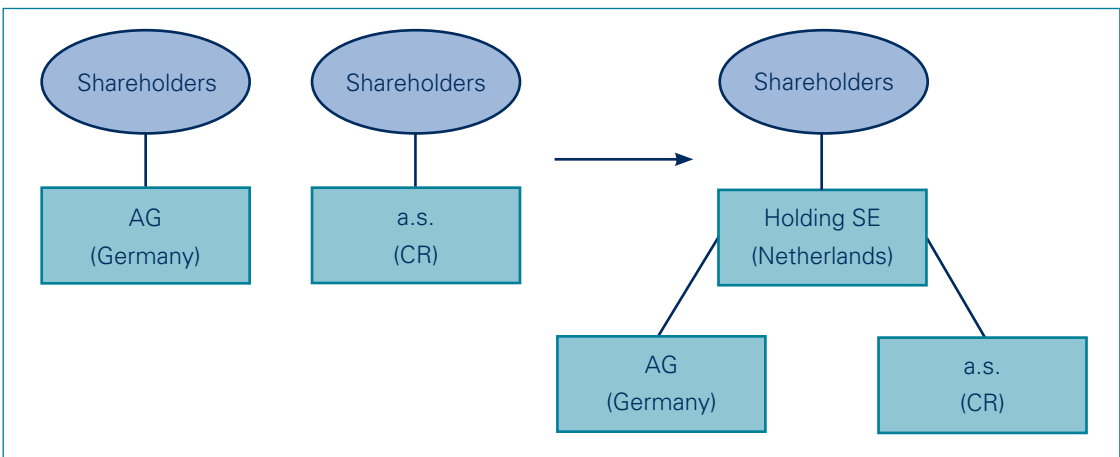 Shareholders
AG
(Germany)
Shareholders
a.s.
(CR)
Shareholders
Holding SE
(Netherlands)
AG
(Germany)
a.s.
(CR)